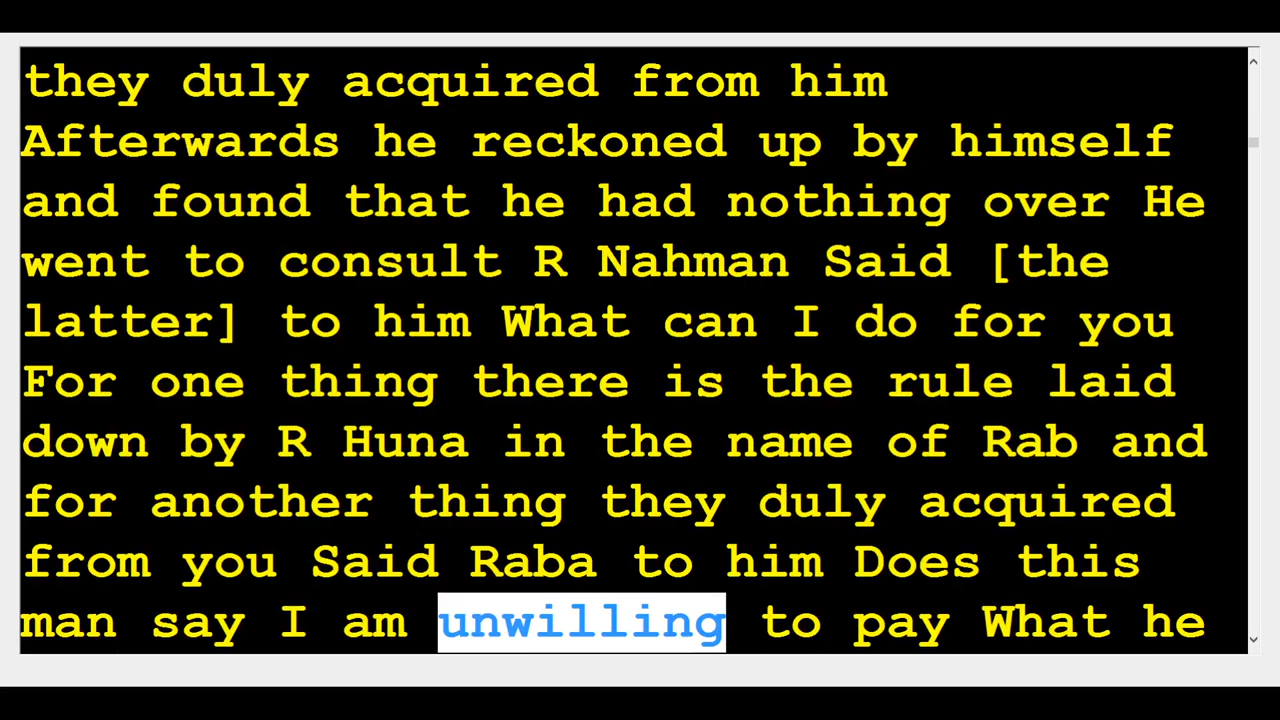 they duly acquired from him
Afterwards he reckoned up by himself
and found that he had nothing over He
went to consult R Nahman Said [the
latter] to him What can I do for you
For one thing there is the rule laid
down by R Huna in the name of Rab and
for another thing they duly acquired
from you Said Raba to him Does this
man say I am unwilling to pay What he